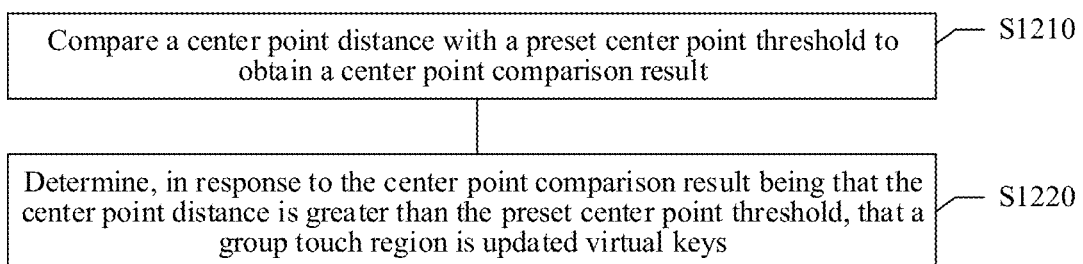 Compare a center point distance with a preset center point threshold to
obtain a center point comparison result
S1210
Determine, in response to the center point comparison result being that the
center point distance is greater than the preset center point threshold, that a
group touch region is updated virtual keys
S1220